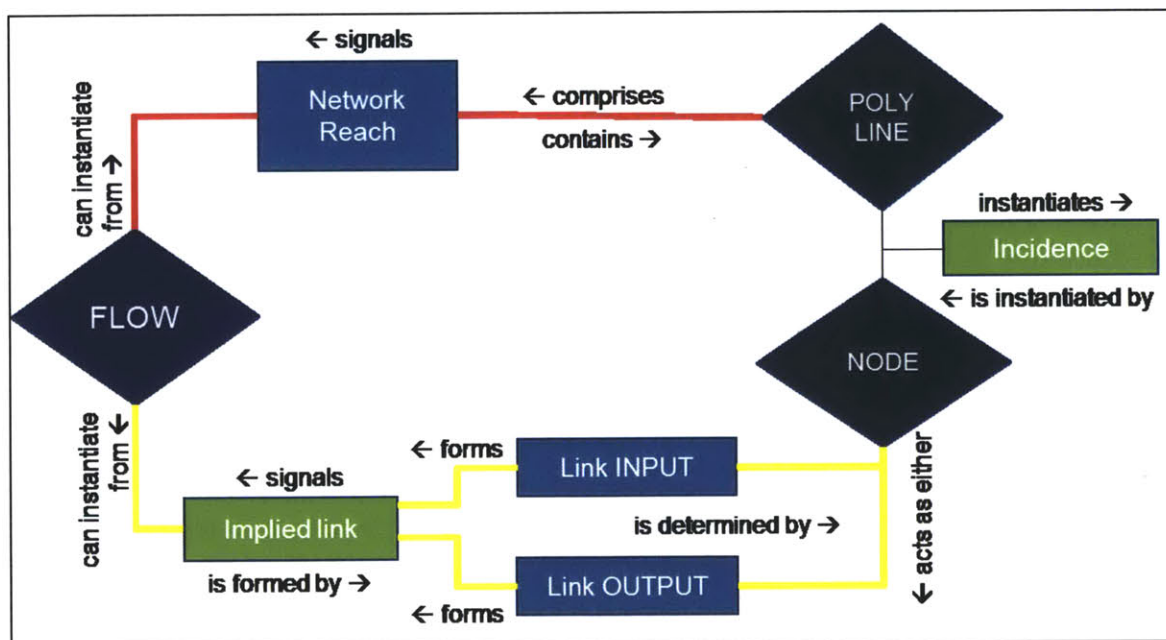 ← signals
Network
Reach
← comprises
contains →
POLY
LINE
can instantiate
from →
instantiates →
Incidence
← is instantiated by
FLOW
NODE
can instantiate
from ←
← forms
Link INPUT
← signals
Implied link
is determined by →
is formed by →
← forms
Link OUTPUT
← acts as either